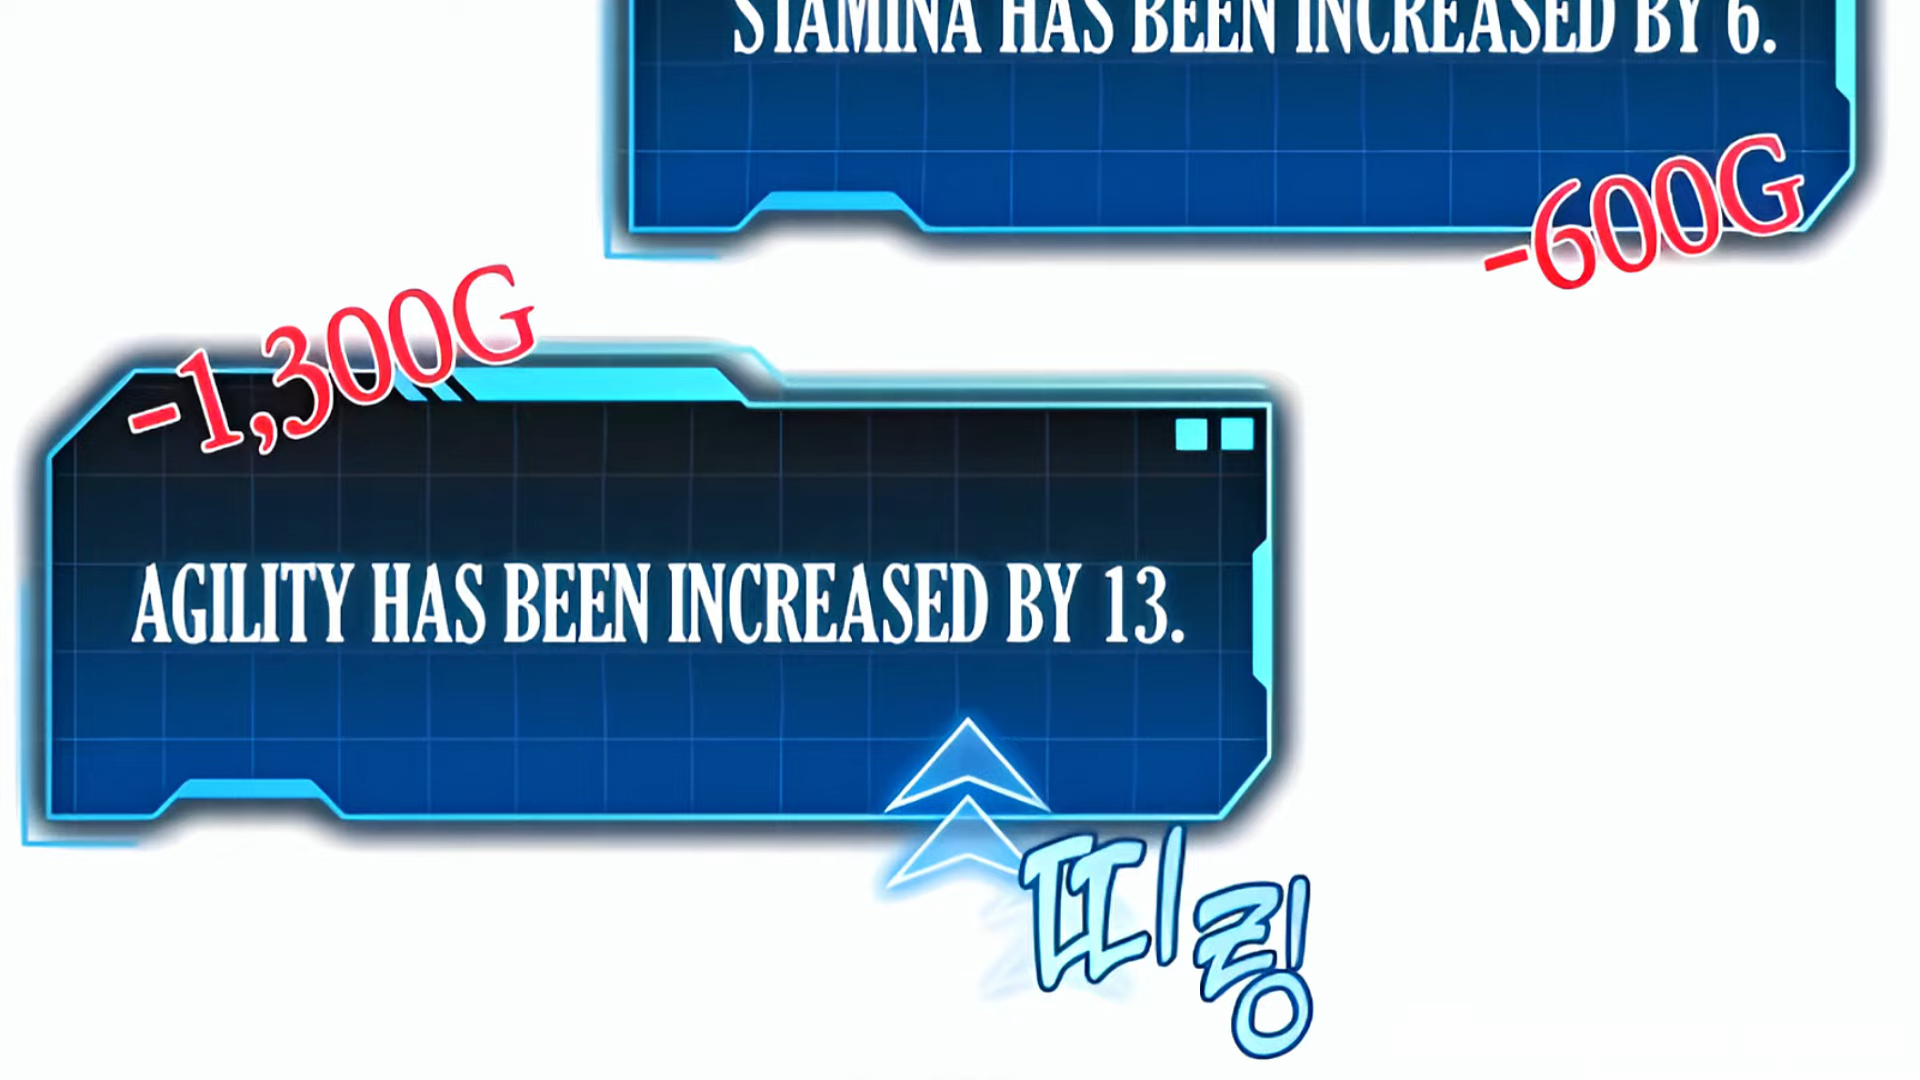 STAMINA HAS BEEN INCREASED BY 6.
-600G
-1,300G
AGILITY HAS BEEN INCREASED BY 13.
띠링